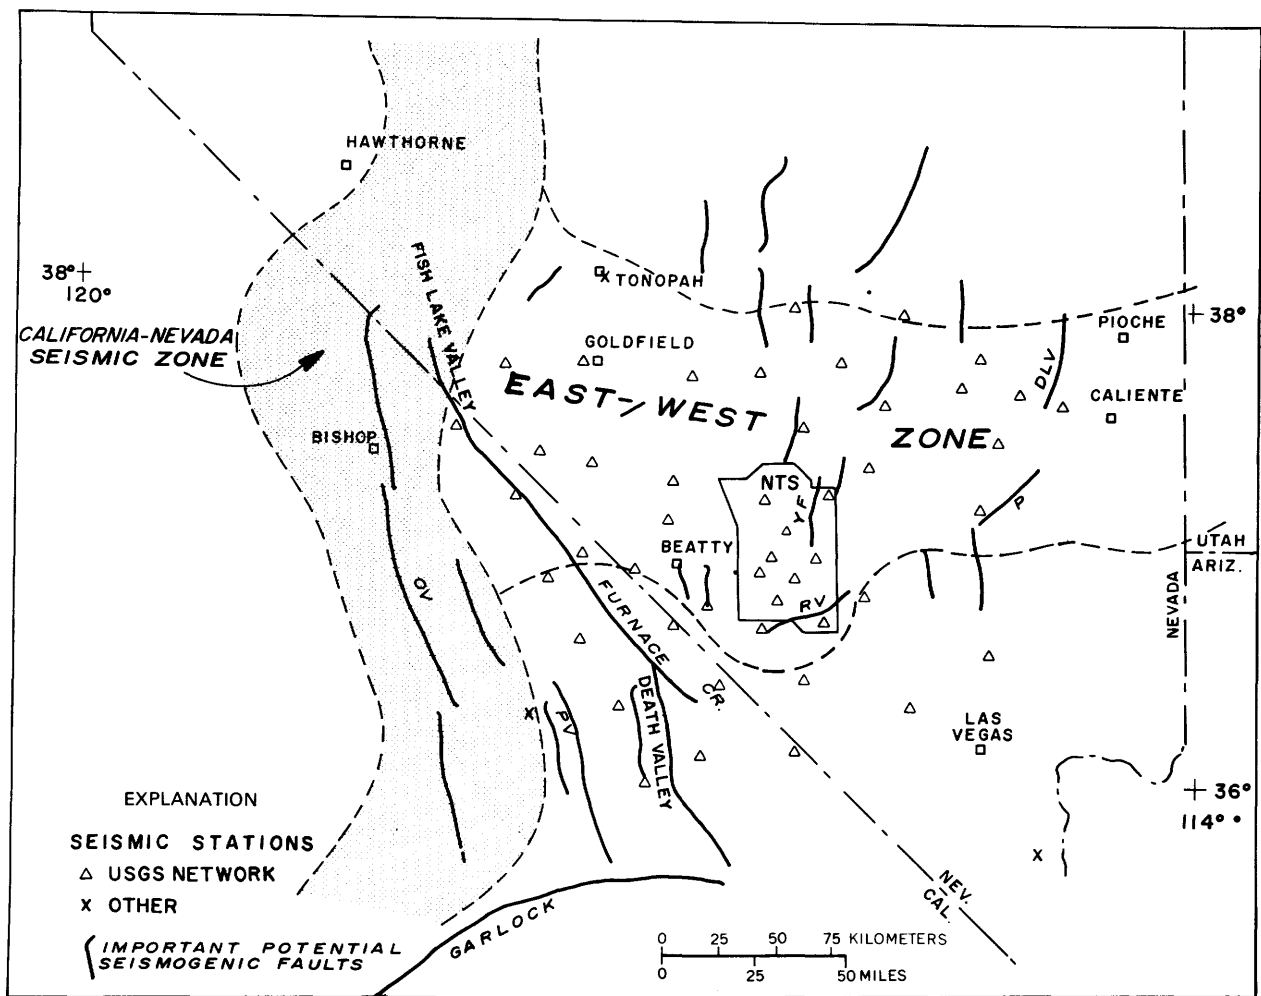 HAWTHORNE
38°
120°
CALIFORNIA-NEVADA
SEISMIC ZONE
FISH LAKE VALLEY
X TONOPAH
GOLDFIELD
EAST-WEST
ZONE
PIOCHE
38°
DLV
CALIENTE
BISHOP
NTS
YF
P
BEATTY
UTAH
ARIZ.
NEVADA
OV
FURNACE
CR.
RV
DEATH VALLEY
PV
X
LAS
VEGAS
36°
114°
X
NEV.
CAL.
GARLOCK
EXPLANATION
SEISMIC STATIONS
USGS NETWORK
X OTHER
IMPORTANT POTENTIAL
SEISMOGENIC FAULTS
0 25 50 75 KILOMETERS
0 25 50 MILES